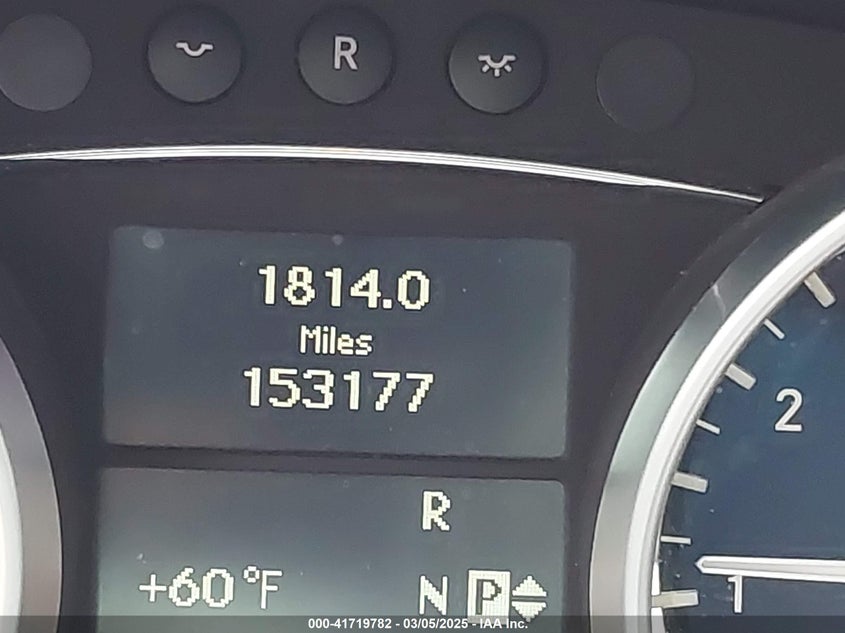 R
1814.0
Miles
153177
2
R
+60°F
N P
1
000-41719782 - 03/05/2025 - IAA Inc.